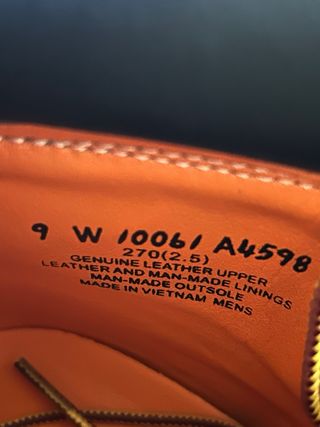 9 W 10061 A4598
270(2.5)
GENUINE LEATHER UPPER
LEATHER AND MAN-MADE LININGS
MAN-MADE OUTSOLE
MADE IN VIETNAM MENS